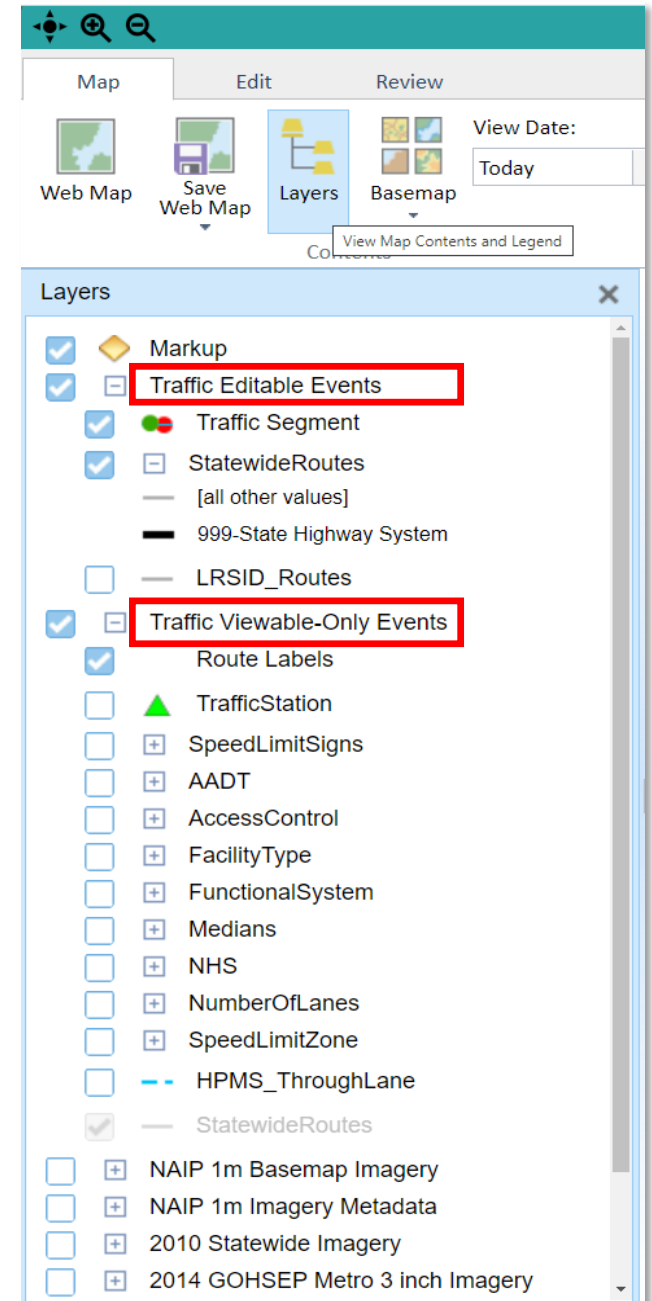 Map Edit Review
View Date:
Today
Web Map
Save
Web Map
Layers
Basemap
Contents
View Map Contents and Legend
Layers
Markup
Traffic Editable Events
Traffic Segment
StatewideRoutes
[all other values]
999-State Highway System
LRSID_Routes
Traffic Viewable-Only Events
Route Labels
TrafficStation
SpeedLimitSigns
AADT
AccessControl
FacilityType
FunctionalSystem
Medians
NHS
NumberOfLanes
SpeedLimitZone
HPMS_ThroughLane
StatewideRoutes
NAIP 1m Basemap Imagery
NAIP 1m Imagery Metadata
2010 Statewide Imagery
2014 GOHSEP Metro 3 inch Imagery